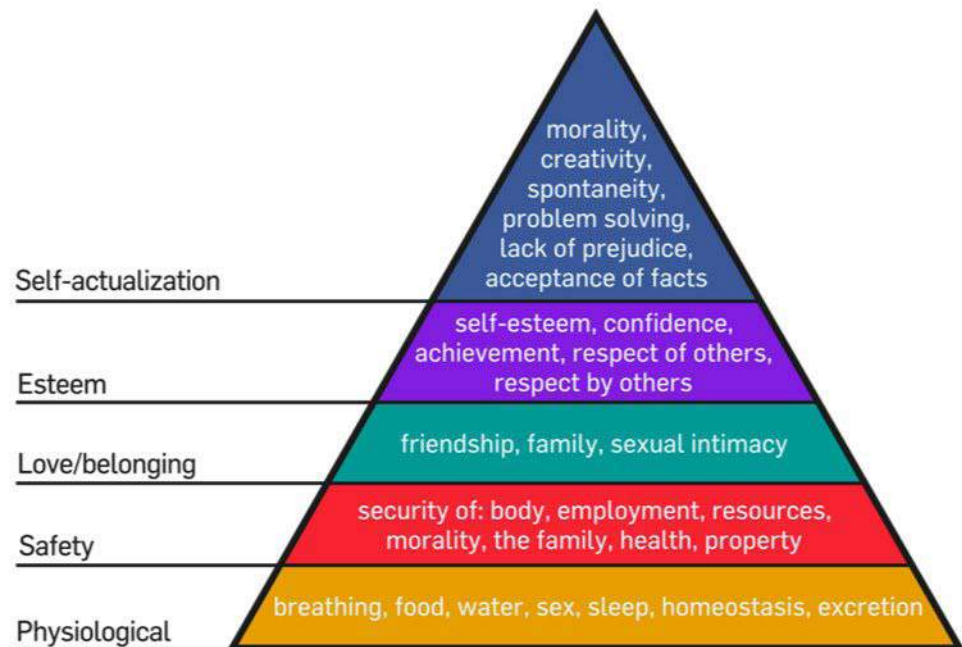 morality,
creativity,
spontaneity,
problem solving,
lack of prejudice,
acceptance of facts
Self-actualization
self-esteem, confidence,
achievement, respect of others,
respect by others
Esteem
friendship, family, sexual intimacy
Love/belonging
security of: body, employment, resources,
morality, the family, health, property
Safety
breathing, food, water, sex, sleep, homeostasis, excretion
Physiological